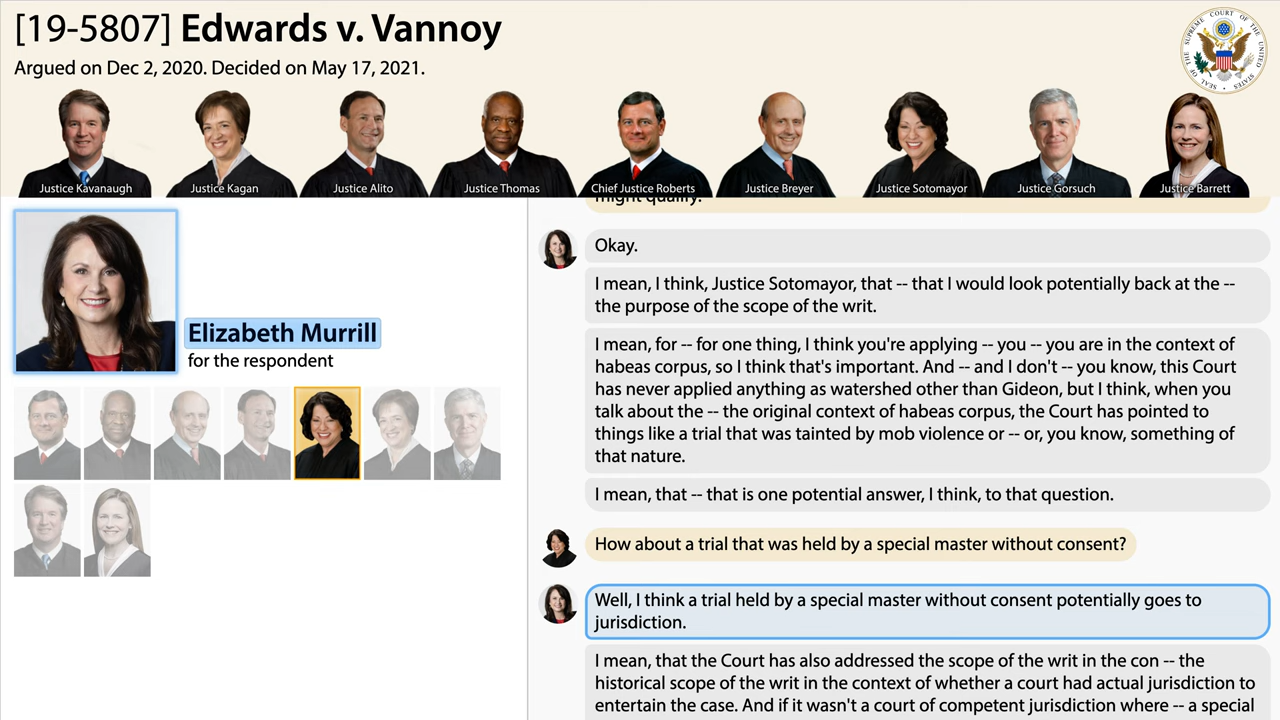 [19-5807] Edwards v. Vannoy
Argued on Dec 2, 2020. Decided on May 17, 2021.
SEAL OF THE SUPREME COURT OF THE UNITED STATES
Justice Kavanaugh
Justice Kagan
Justice Alito
Justice Thomas
Chief Justice Roberts
Justice Breyer
Justice Sotomayor
Justice Gorsuch
Justice Barrett
Elizabeth Murrill
for the respondent
might qualify.
Okay.
I mean, I think, Justice Sotomayor, that -- that I would look potentially back at the --
the purpose of the scope of the writ.
I mean, for -- for one thing, I think you're applying -- you -- you are in the context of
habeas corpus, so I think that's important. And -- and I don't -- you know, this Court
has never applied anything as watershed other than Gideon, but I think, when you
talk about the -- the original context of habeas corpus, the Court has pointed to
things like a trial that was tainted by mob violence or -- or, you know, something of
that nature.
I mean, that -- that is one potential answer, I think, to that question.
How about a trial that was held by a special master without consent?
Well, I think a trial held by a special master without consent potentially goes to
jurisdiction.
I mean, that the Court has also addressed the scope of the writ in the con -- the
historical scope of the writ in the context of whether a court had actual jurisdiction to
entertain the case. And if it wasn't a court of competent jurisdiction where -- a special